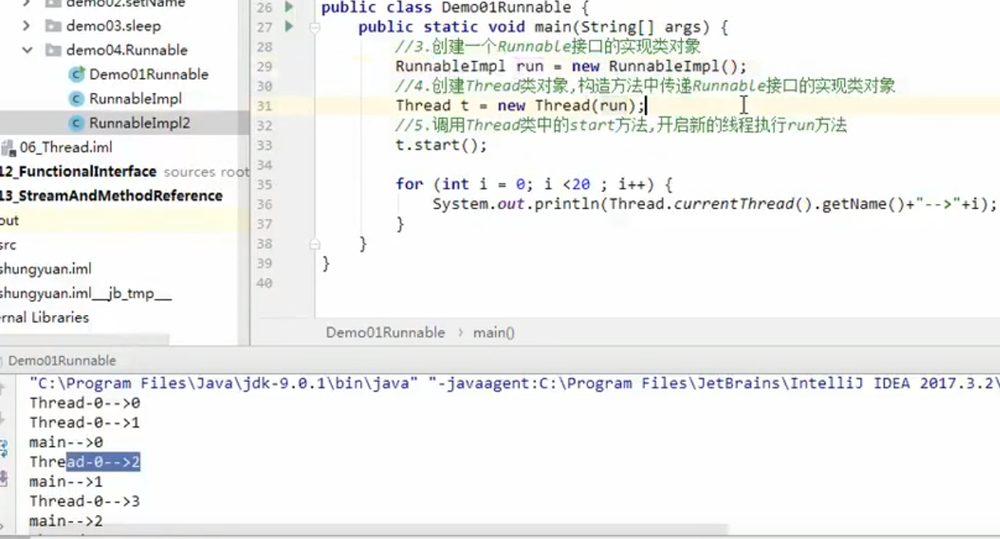 demo02.setName
demo03.sleep
demo04.Runnable
Demo01Runnable
RunnableImpl
RunnableImpl2
06_Thread.iml
12_FunctionalInterface sources root
13_StreamAndMethodReference
out
src
shungyuan.iml
shungyuan.iml__jb_tmp__
Libraries
26 public class Demo01Runnable {
27 public static void main(String[] args) {
28 //3.创建一个Runnable接口的实现类对象
29 RunnableImpl run = new RunnableImpl();
30 //4.创建Thread类对象,构造方法中传递Runnable接口的实现类对象
31 Thread t = new Thread(run);
32 //5.调用Thread类中的start方法,开启新的线程执行run方法
33 t.start();
34
35 for (int i = 0; i <20 ; i++) {
36 System.out.println(Thread.currentThread().getName()+"-->"+i);
37 }
38 }
39 }
40
Demo01Runnable > main()
Demo01Runnable
"C:\Program Files\Java\jdk-9.0.1\bin\java" "-javaagent:C:\Program Files\JetBrains\IntelliJ IDEA 2017.3.2\
Thread-0-->0
Thread-0-->1
main-->0
Thread-0-->2
main-->1
Thread-0-->3
main-->2